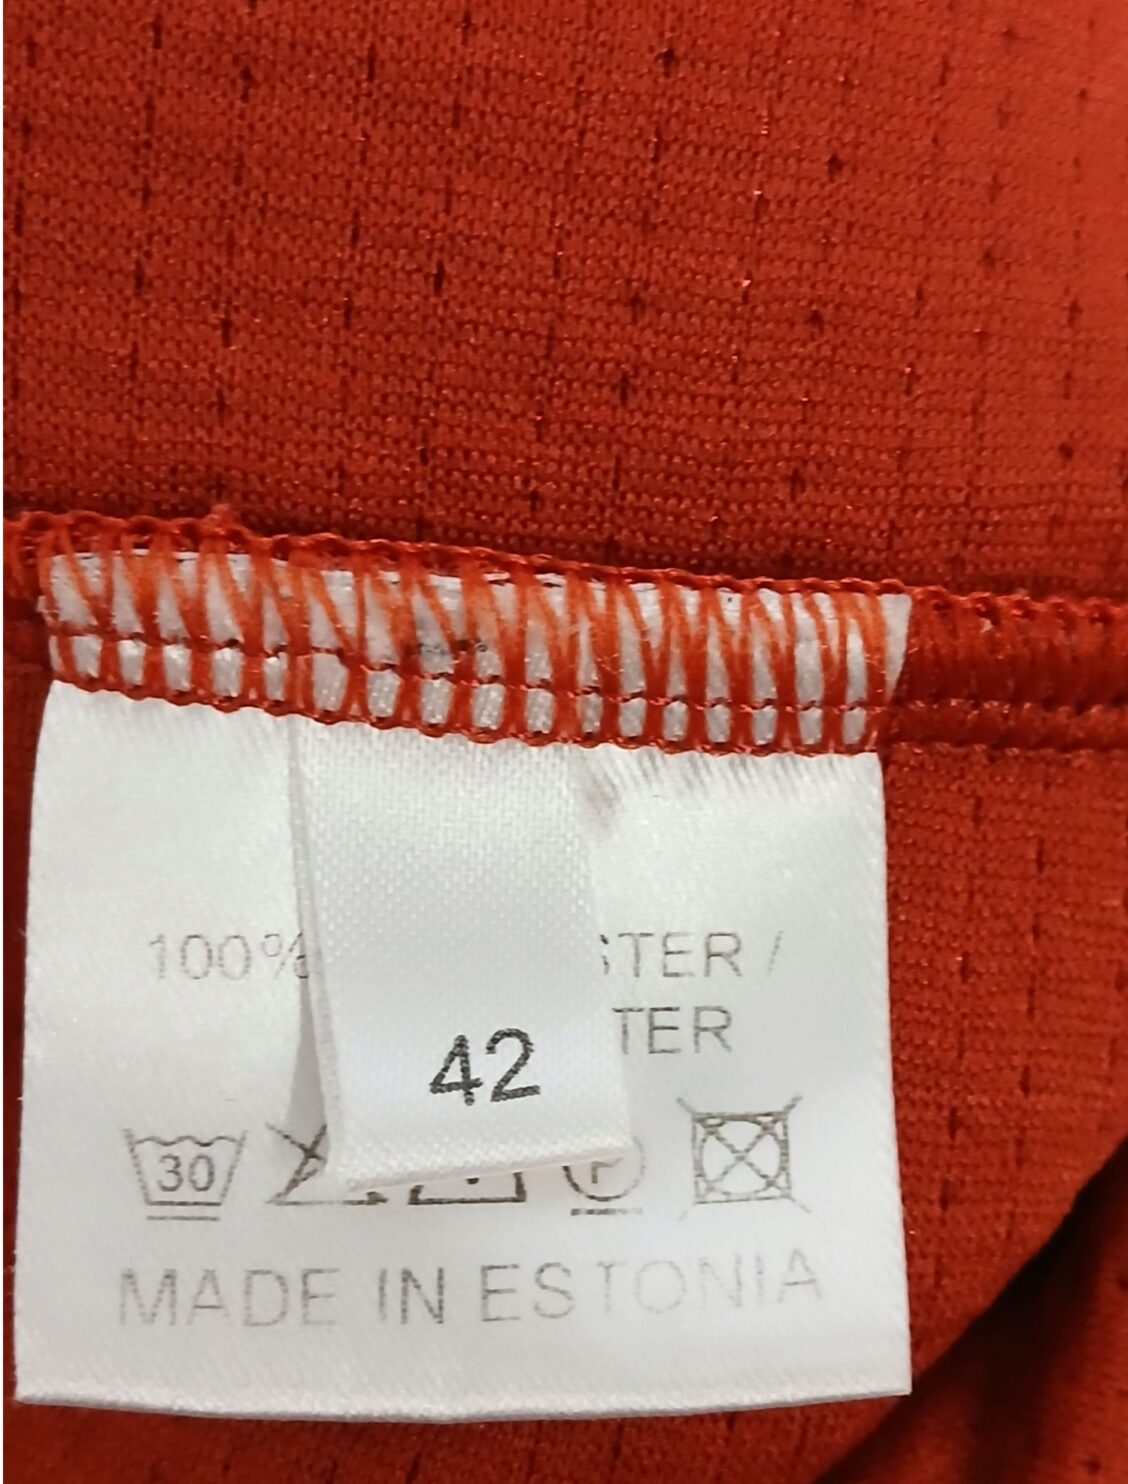 100%
STER /
TER
42
30
P
MADE IN ESTONIA